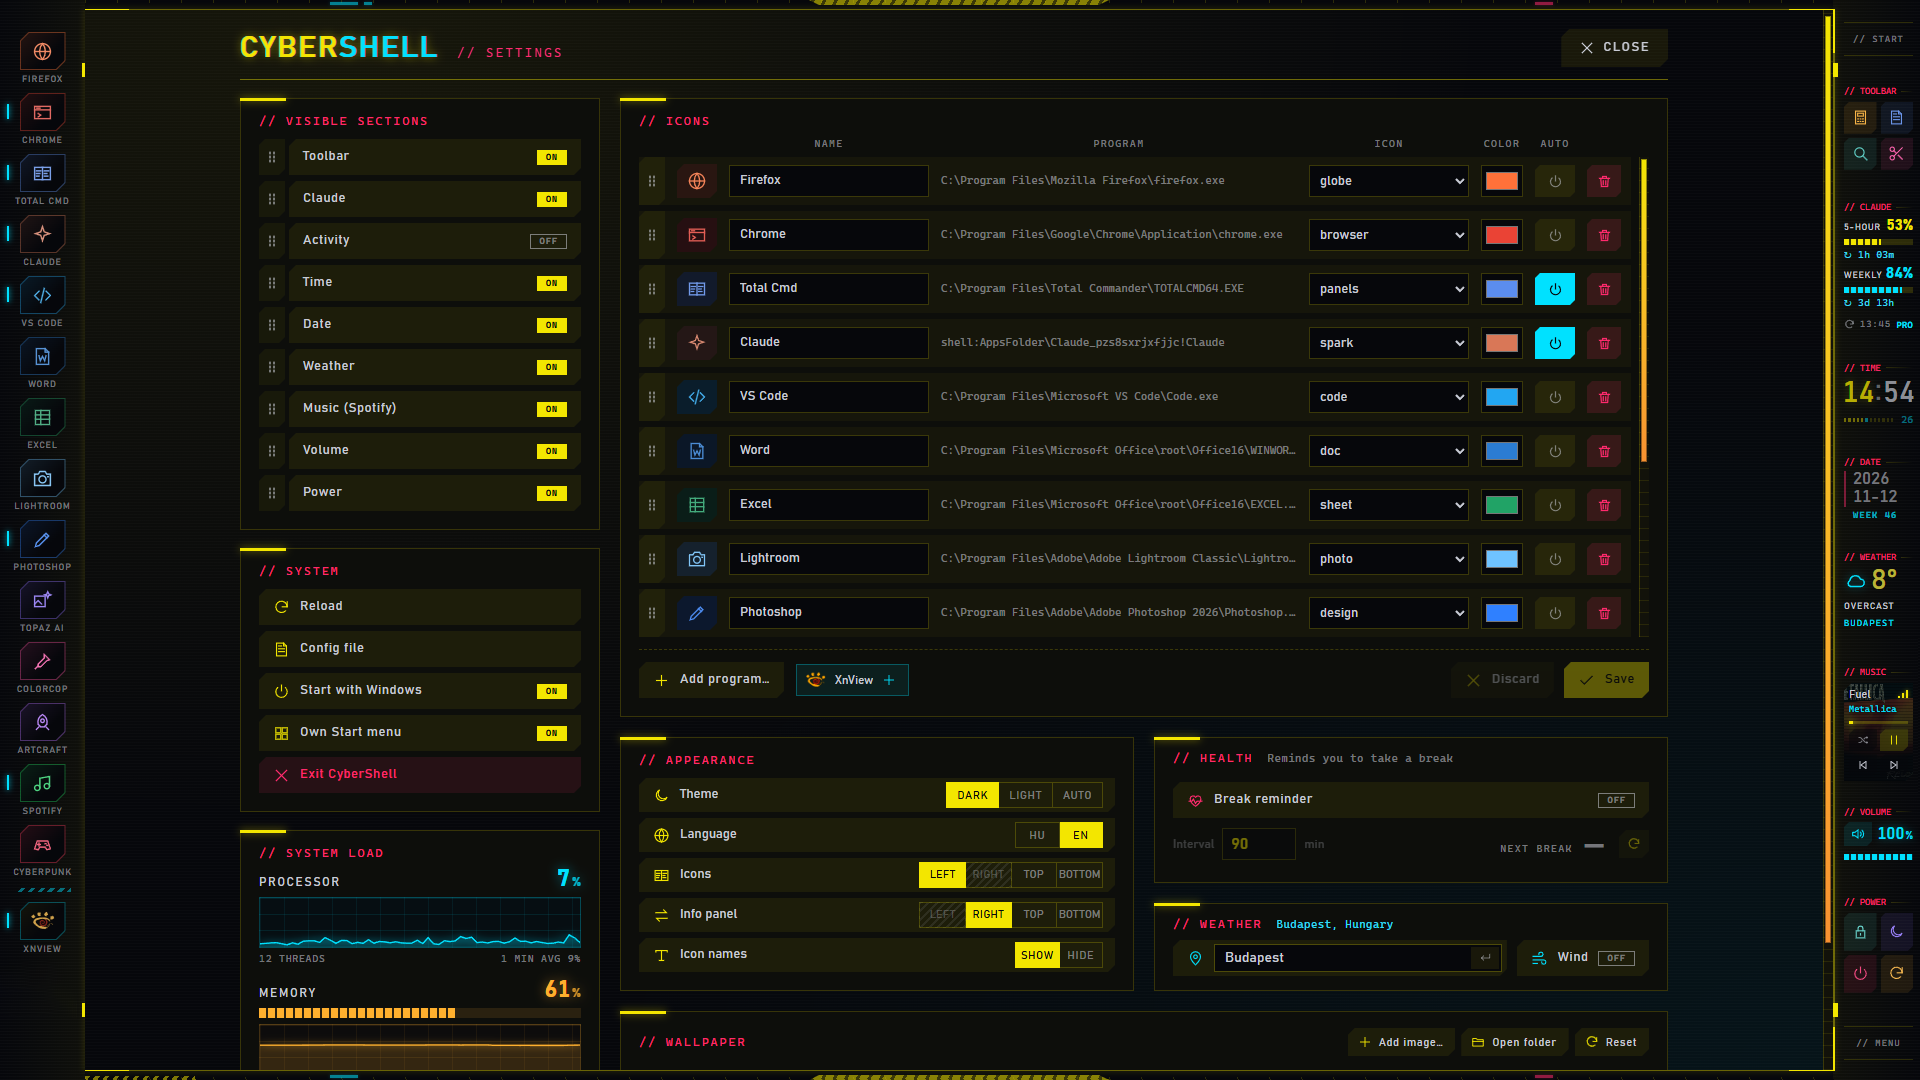 FIREFOX
CHROME
TOTAL CMD
CLAUDE
VS CODE
WORD
EXCEL
LIGHTROOM
PHOTOSHOP
TOPAZ AI
COLORCOP
ARTCRAFT
SPOTIFY
CYBERPUNK
XNVIEW
CYBERSHELL // SETTINGS
CLOSE
// VISIBLE SECTIONS
Toolbar ON
Claude ON
Activity OFF
Time ON
Date ON
Weather ON
Music (Spotify) ON
Volume ON
Power ON
// SYSTEM
Reload
Config file
Start with Windows ON
Own Start menu ON
Exit CyberShell
// SYSTEM LOAD
PROCESSOR 7%
12 THREADS 1 MIN AVG 9%
MEMORY 61%
// ICONS
NAME PROGRAM ICON COLOR AUTO
Firefox C:\Program Files\Mozilla Firefox\firefox.exe globe
Chrome C:\Program Files\Google\Chrome\Application\chrome.exe browser
Total Cmd C:\Program Files\Total Commander\TOTALCMD64.EXE panels
Claude shell:AppsFolder\Claude_pzs8sxrjxfjjc!Claude spark
VS Code C:\Program Files\Microsoft VS Code\Code.exe code
Word C:\Program Files\Microsoft Office\root\Office16\WINWOR… doc
Excel C:\Program Files\Microsoft Office\root\Office16\EXCEL.… sheet
Lightroom C:\Program Files\Adobe\Adobe Lightroom Classic\Lightro… photo
Photoshop C:\Program Files\Adobe\Adobe Photoshop 2026\Photoshop.… design
Add program… XnView + Discard Save
// APPEARANCE
Theme DARK LIGHT AUTO
Language HU EN
Icons LEFT RIGHT TOP BOTTOM
Info panel LEFT RIGHT TOP BOTTOM
Icon names SHOW HIDE
// HEALTH Reminds you to take a break
Break reminder OFF
Interval 90 min NEXT BREAK —
// WEATHER Budapest, Hungary
Budapest Wind OFF
// WALLPAPER
Add image… Open folder Reset
// START
// TOOLBAR
// CLAUDE
5-HOUR 53%
↻ 1h 03m
WEEKLY 84%
↻ 3d 13h
13:45 PRO
// TIME
14:54
26
// DATE
2026
11-12
WEEK 46
// WEATHER
8°
OVERCAST
BUDAPEST
// MUSIC
Fuel
Metallica
// VOLUME
100%
// POWER
// MENU